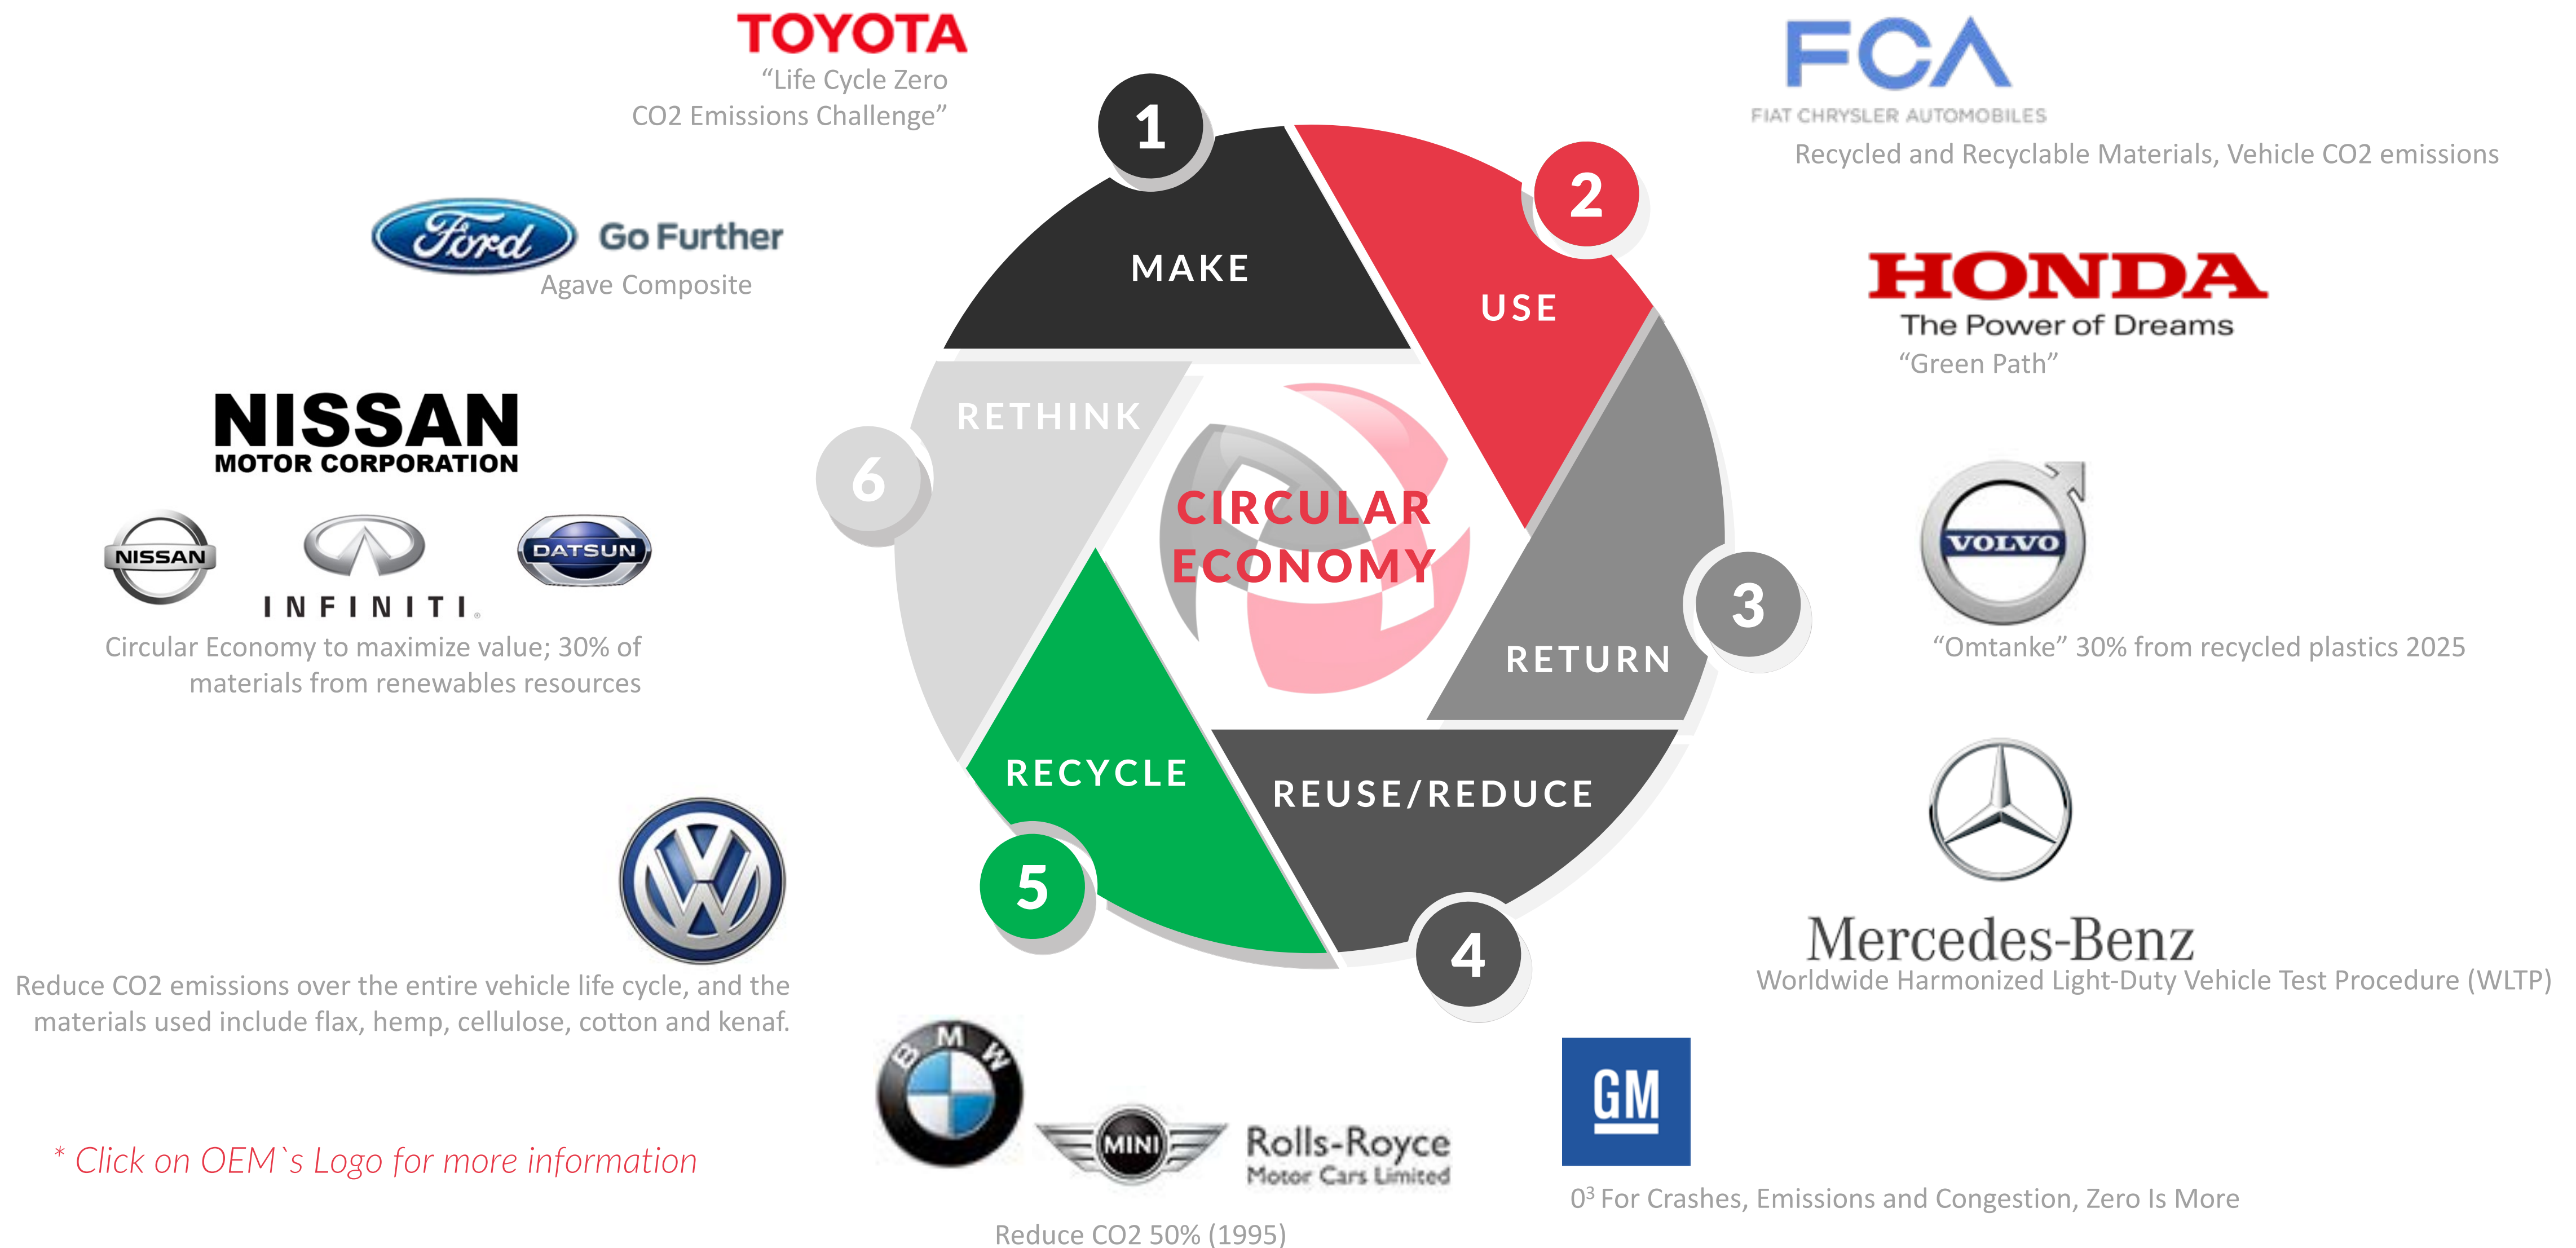 TOYOTA
“Life Cycle Zero
CO2 Emissions Challenge”
FCA
FIAT CHRYSLER AUTOMOBILES
Recycled and Recyclable Materials, Vehicle CO2 emissions
Ford Go Further
Agave Composite
HONDA
The Power of Dreams
“Green Path”
NISSAN
MOTOR CORPORATION
NISSAN
INFINITI®
DATSUN
Circular Economy to maximize value; 30% of
materials from renewables resources
VOLVO
“Omtanke” 30% from recycled plastics 2025
Mercedes-Benz
Worldwide Harmonized Light-Duty Vehicle Test Procedure (WLTP)
VW
Reduce CO2 emissions over the entire vehicle life cycle, and the
materials used include flax, hemp, cellulose, cotton and kenaf.
1
MAKE
2
USE
3
RETURN
4
REUSE/REDUCE
5
RECYCLE
6
RETHINK
CIRCULAR
ECONOMY
BMW
MINI
Rolls-Royce
Motor Cars Limited
Reduce CO2 50% (1995)
GM
0³ For Crashes, Emissions and Congestion, Zero Is More
* Click on OEM`s Logo for more information